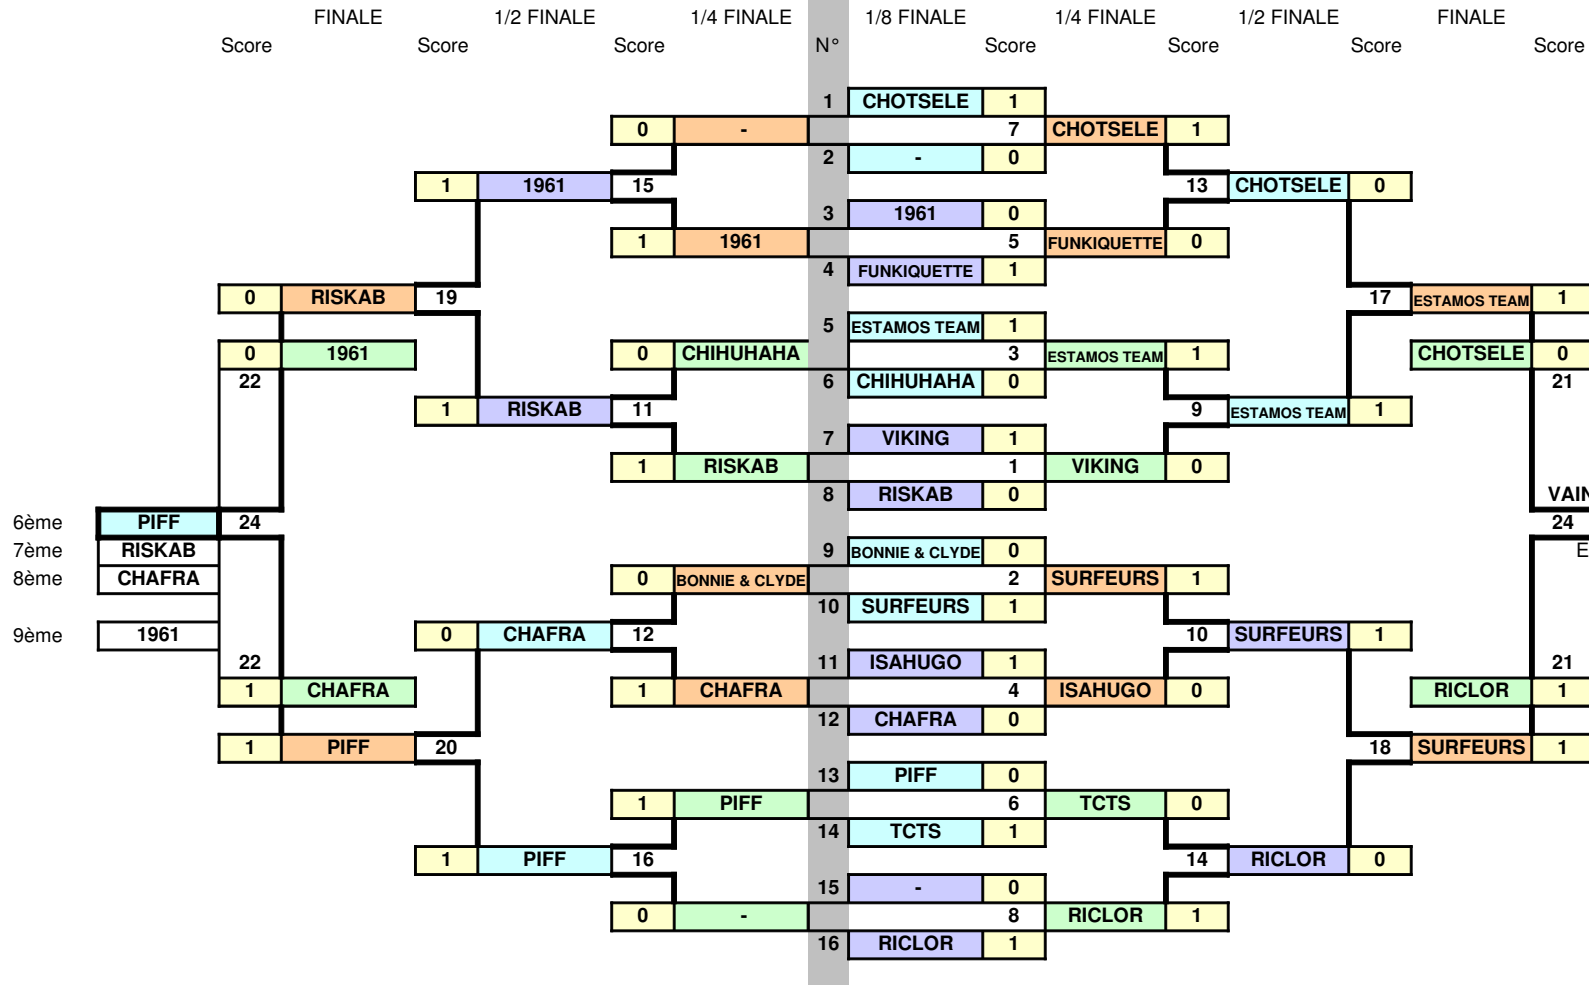 FINALE 1/2 FINALE 1/4 FINALE 1/8 FINALE 1/4 FINALE 1/2 FINALE FINALE
Score Score Score N° Score Score Score Score
1 CHOTSELE 1
0 - 7 CHOTSELE 1
2 - 0
1 1961 15 13 CHOTSELE 0
3 1961 0
1 1961 5 FUNKIQUETTE 0
4 FUNKIQUETTE 1
0 RISKAB 19 17 ESTAMOS TEAM 1
5 ESTAMOS TEAM 1
0 1961 0 CHIHUHAHA 3 ESTAMOS TEAM 1 CHOTSELE 0
22 6 CHIHUHAHA 0 21
1 RISKAB 11 9 ESTAMOS TEAM 1
7 VIKING 1
1 RISKAB 1 VIKING 0
8 RISKAB 0 VAIN
6ème PIFF 24 24
7ème RISKAB 9 BONNIE & CLYDE 0 E
8ème CHAFRA 0 BONNIE & CLYDE 2 SURFEURS 1
10 SURFEURS 1
9ème 1961 0 CHAFRA 12 10 SURFEURS 1
22 11 ISAHUGO 1 21
1 CHAFRA 1 CHAFRA 4 ISAHUGO 0 RICLOR 1
12 CHAFRA 0
1 PIFF 20 18 SURFEURS 1
13 PIFF 0
1 PIFF 6 TCTS 0
14 TCTS 1
1 PIFF 16 14 RICLOR 0
15 - 0
0 - 8 RICLOR 1
16 RICLOR 1